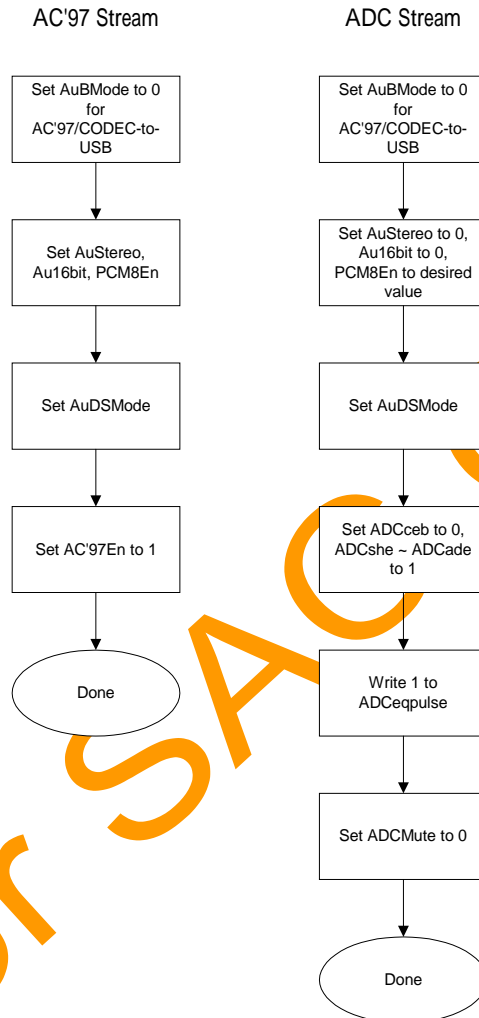 AC'97 Stream
Set AuBMode to 0
for
AC'97/CODEC-to-
USB
Set AuStereo,
Au16bit, PCM8En
Set AuDSMode
Set AC'97En to 1
Done
ADC Stream
Set AuBMode to 0
for
AC'97/CODEC-to-
USB
Set AuStereo to 0,
Au16bit to 0,
PCM8En to desired
value
Set AuDSMode
Set ADCceb to 0,
ADCshe ~ ADCade
to 1
Write 1 to
ADCeqpulse
Set ADCMute to 0
Done